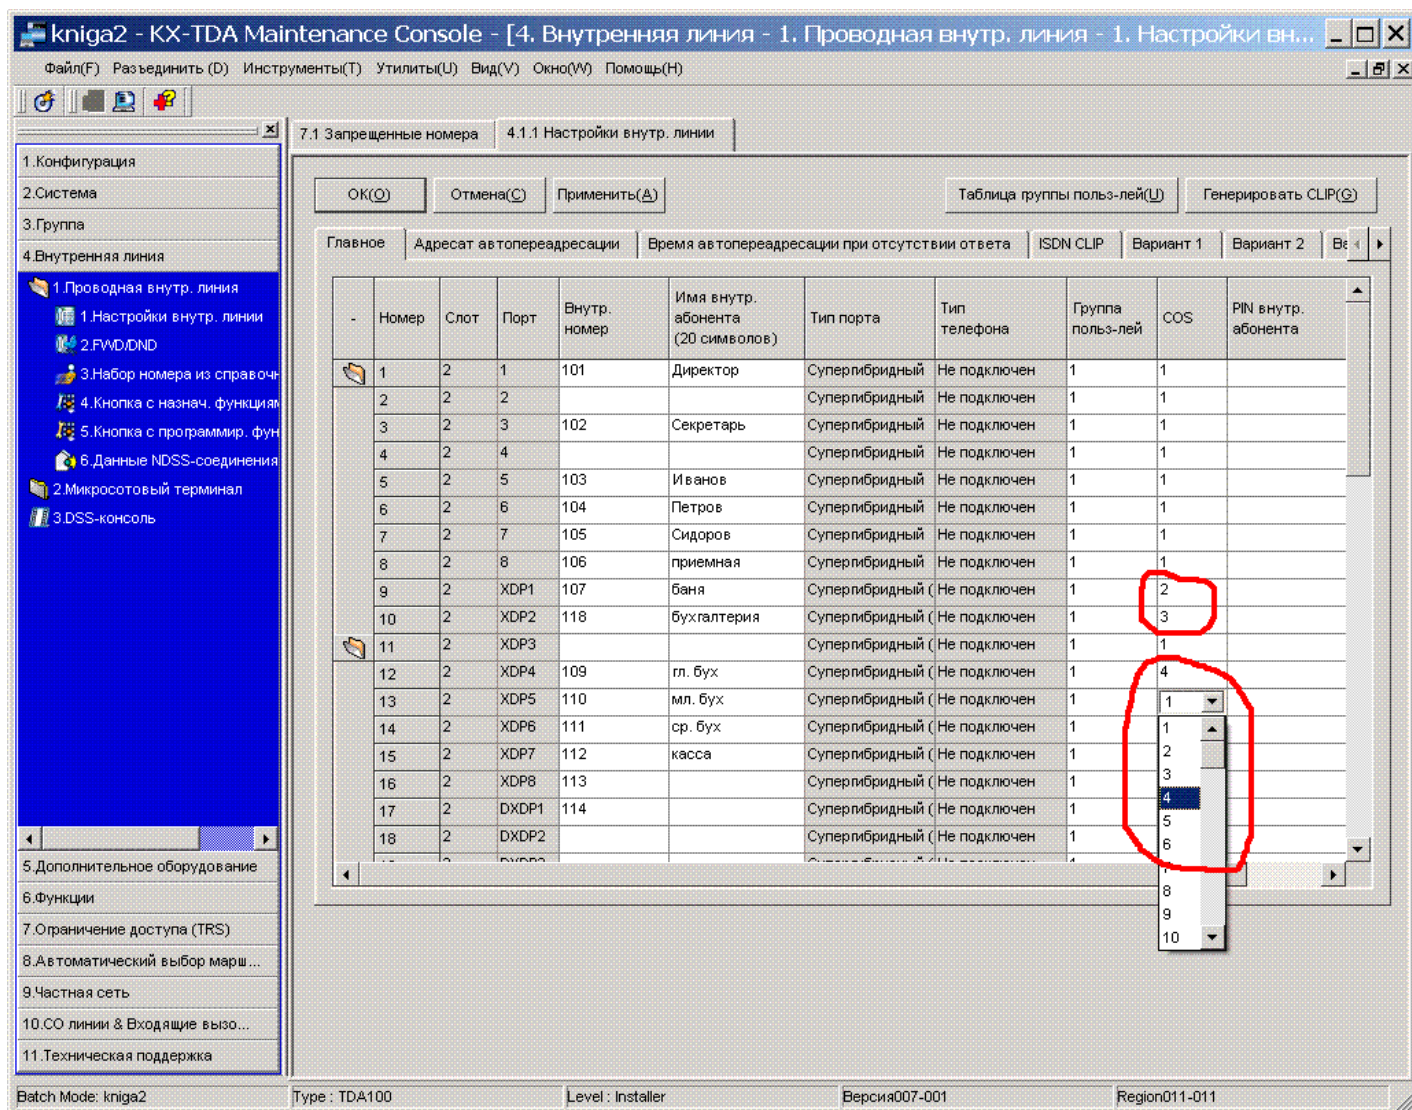 kniga2 - KX-TDA Maintenance Console - [4. Внутренняя линия - 1. Проводная внутр. линия - 1. Настройки вн...
Файл(F) Разъединить (D) Инструменты(T) Утилиты(U) Вид(V) Окно(W) Помощь(H)
7.1 Запрещенные номера 4.1.1 Настройки внутр. линии
1.Конфигурация
2.Система
3.Группа
4.Внутренняя линия
1.Проводная внутр. линия
1.Настройки внутр. линии
2.FWD/DND
3.Набор номера из справочн
4.Кнопка с назнач. функциям
5.Кнопка с программир. фун
6.Данные NDSS-соединения
2.Микросотовый терминал
3.DSS-консоль
5.Дополнительное оборудование
6.Функции
7.Ограничение доступа (TRS)
8.Автоматический выбор марш...
9.Частная сеть
10.СО линии & Входящие вызо...
11.Техническая поддержка
OK(O) Отмена(C) Применить(A) Таблица группы польз-лей(U) Генерировать CLIP(G)
Главное Адресат автопереадресации Время автопереадресации при отсутствии ответа ISDN CLIP Вариант 1 Вариант 2 Ва
- Номер Слот Порт Внутр. номер Имя внутр. абонента (20 символов) Тип порта Тип телефона Группа польз-лей COS PIN внутр. абонента
1 2 1 101 Директор Супергибридный Не подключен 1 1
2 2 2 Супергибридный Не подключен 1 1
3 2 3 102 Секретарь Супергибридный Не подключен 1 1
4 2 4 Супергибридный Не подключен 1 1
5 2 5 103 Иванов Супергибридный Не подключен 1 1
6 2 6 104 Петров Супергибридный Не подключен 1 1
7 2 7 105 Сидоров Супергибридный Не подключен 1 1
8 2 8 106 приемная Супергибридный Не подключен 1 1
9 2 XDP1 107 баня Супергибридный ( Не подключен 1 2
10 2 XDP2 118 бухгалтерия Супергибридный ( Не подключен 1 3
11 2 XDP3 Супергибридный ( Не подключен 1 1
12 2 XDP4 109 гл. бух Супергибридный ( Не подключен 1 4
13 2 XDP5 110 мл. бух Супергибридный ( Не подключен 1 1
14 2 XDP6 111 ср. бух Супергибридный ( Не подключен 1
15 2 XDP7 112 касса Супергибридный ( Не подключен 1
16 2 XDP8 113 Супергибридный ( Не подключен 1
17 2 DXDP1 114 Супергибридный ( Не подключен 1
18 2 DXDP2 Супергибридный ( Не подключен 1
1
2
3
4
5
6
8
9
10
Batch Mode: kniga2 Type : TDA100 Level : Installer Версия007-001 Region011-011